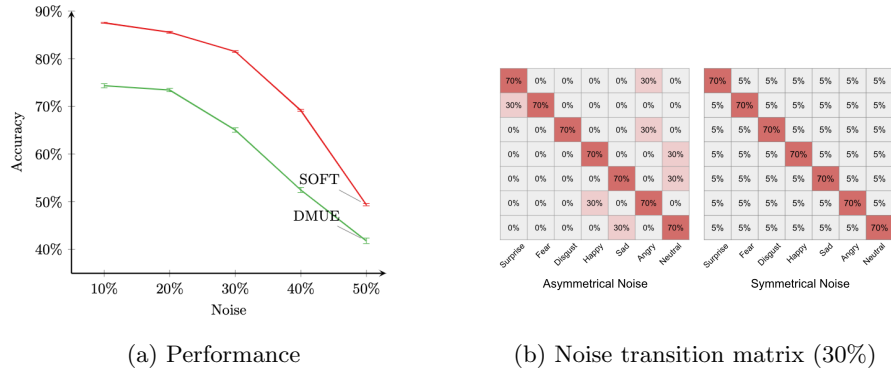 90%
80%
70%
60%
50%
40%
Accuracy
SOFT
DMUE
10% 20% 30% 40% 50%
Noise
(a) Performance
70% 0% 0% 0% 0% 30% 0%
30% 70% 0% 0% 0% 0% 0%
0% 0% 70% 0% 0% 30% 0%
0% 0% 0% 70% 0% 0% 30%
0% 0% 0% 0% 70% 0% 30%
0% 0% 0% 30% 0% 70% 0%
0% 0% 0% 0% 30% 0% 70%
Surprise Fear Disgust Happy Sad Angry Neutral
Asymmetrical Noise
70% 5% 5% 5% 5% 5% 5%
5% 70% 5% 5% 5% 5% 5%
5% 5% 70% 5% 5% 5% 5%
5% 5% 5% 70% 5% 5% 5%
5% 5% 5% 5% 70% 5% 5%
5% 5% 5% 5% 5% 70% 5%
5% 5% 5% 5% 5% 5% 70%
Surprise Fear Disgust Happy Sad Angry Neutral
Symmetrical Noise
(b) Noise transition matrix (30%)